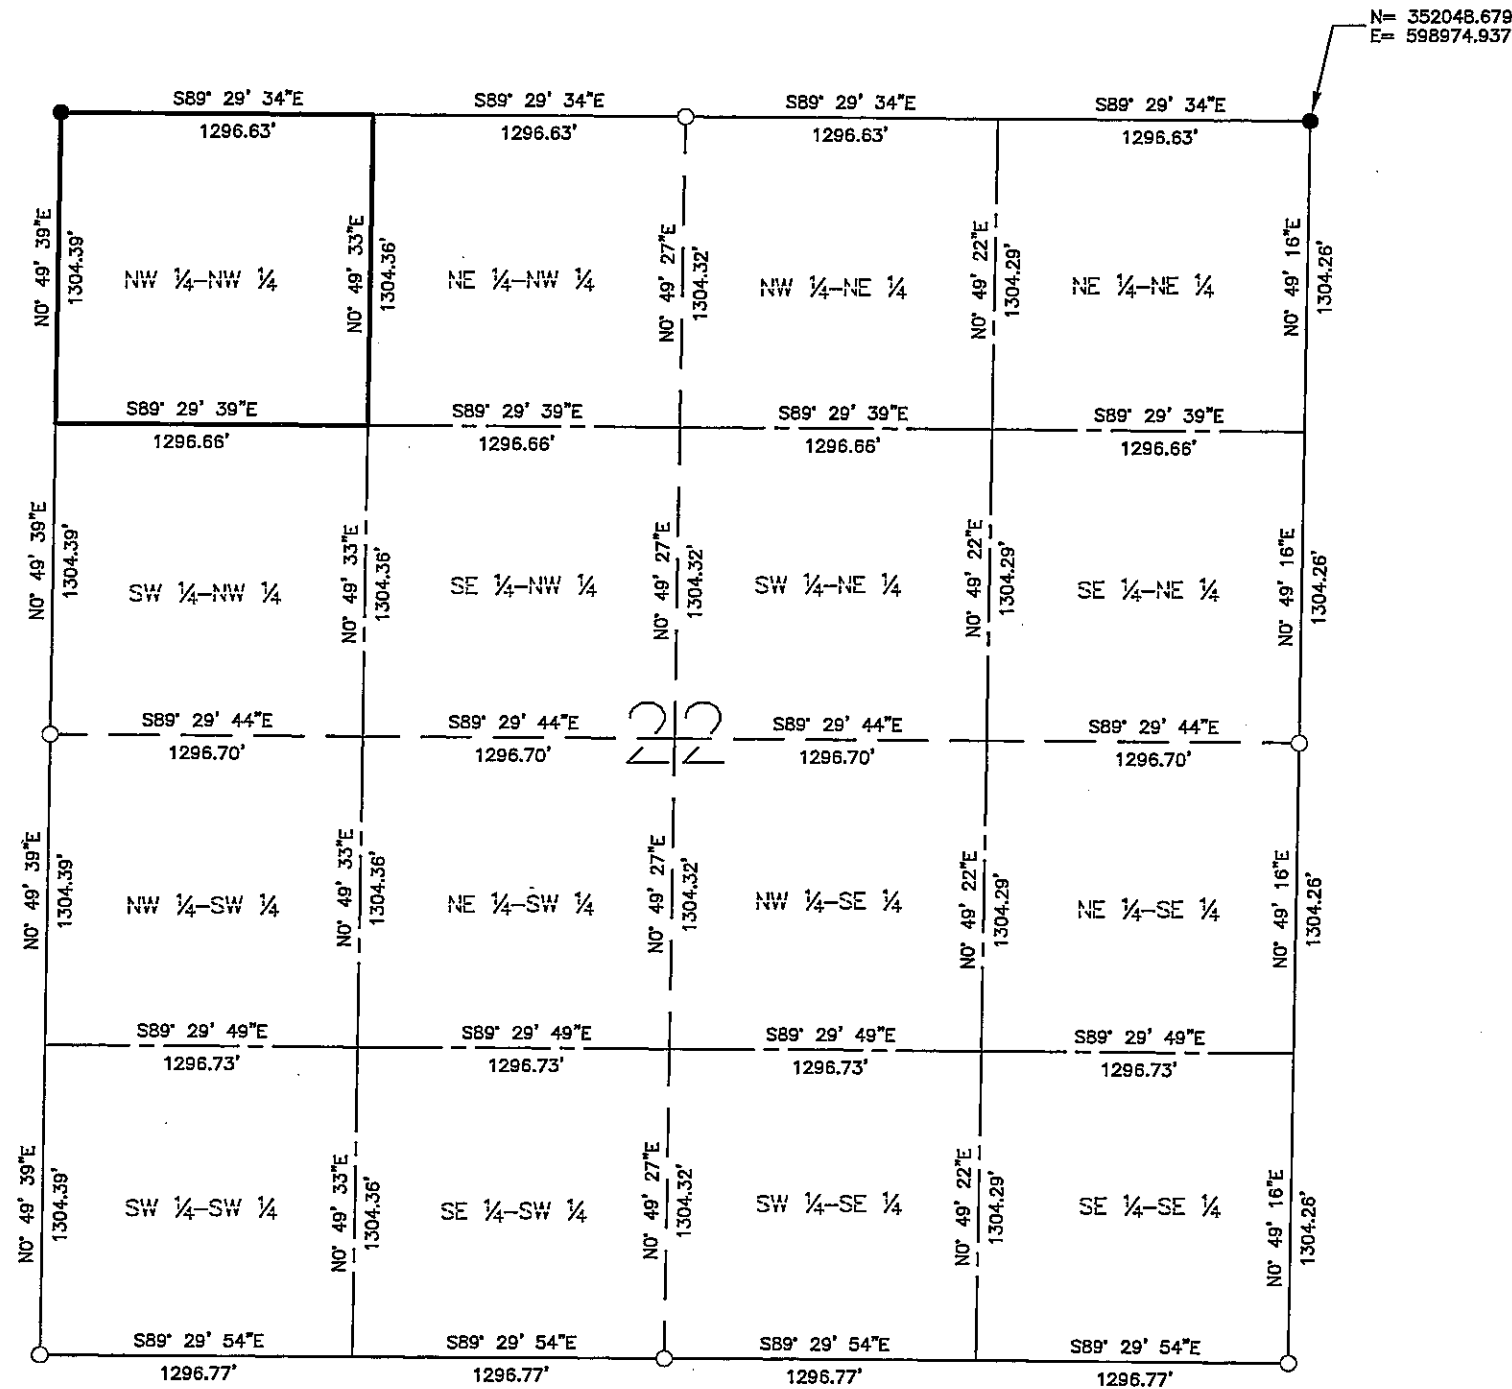 N= 352048.679
E= 598974.937
S89° 29' 34"E
S89° 29' 34"E
S89° 29' 34"E
S89° 29' 34"E
1296.63'
1296.63'
1296.63'
1296.63'
N0° 49' 39"E
1304.39'
NW ¼-NW ¼
N0° 49' 33"E
1304.36'
NE ¼-NW ¼
N0° 49' 27"E
1304.32'
NW ¼-NE ¼
N0° 49' 22"E
1304.29'
NE ¼-NE ¼
N0° 49' 16"E
1304.26'
S89° 29' 39"E
S89° 29' 39"E
S89° 29' 39"E
S89° 29' 39"E
1296.66'
1296.66'
1296.66'
1296.66'
N0° 49' 39"E
1304.39'
SW ¼-NW ¼
N0° 49' 33"E
1304.36'
SE ¼-NW ¼
N0° 49' 27"E
1304.32'
SW ¼-NE ¼
N0° 49' 22"E
1304.29'
SE ¼-NE ¼
N0° 49' 16"E
1304.26'
S89° 29' 44"E
S89° 29' 44"E
22
S89° 29' 44"E
S89° 29' 44"E
1296.70'
1296.70'
1296.70'
1296.70'
N0° 49' 39"E
1304.39'
NW ¼-SW ¼
N0° 49' 33"E
1304.36'
NE ¼-SW ¼
N0° 49' 27"E
1304.32'
NW ¼-SE ¼
N0° 49' 22"E
1304.29'
NE ¼-SE ¼
N0° 49' 16"E
1304.26'
S89° 29' 49"E
S89° 29' 49"E
S89° 29' 49"E
S89° 29' 49"E
1296.73'
1296.73'
1296.73'
1296.73'
N0° 49' 39"E
1304.39'
SW ¼-SW ¼
N0° 49' 33"E
1304.36'
SE ¼-SW ¼
N0° 49' 27"E
1304.32'
SW ¼-SE ¼
N0° 49' 22"E
1304.29'
SE ¼-SE ¼
N0° 49' 16"E
1304.26'
S89° 29' 54"E
S89° 29' 54"E
S89° 29' 54"E
S89° 29' 54"E
1296.77'
1296.77'
1296.77'
1296.77'